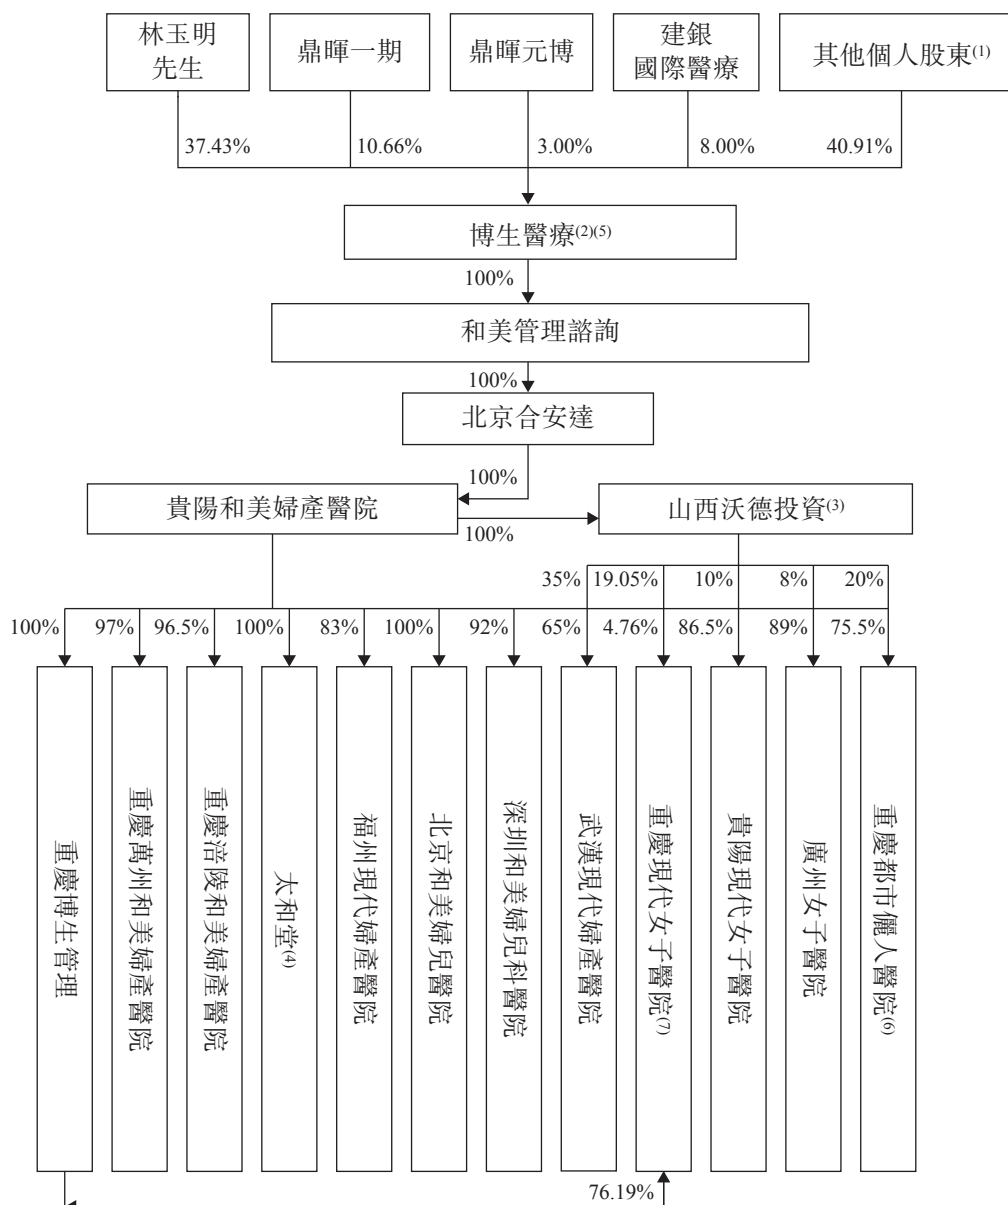 林玉明
先生
鼎暉一期
鼎暉元博
建銀
國際醫療
其他個人股東(1)
37.43%
10.66%
3.00%
8.00%
40.91%
博生醫療(2)(5)
100%
和美管理諮詢
100%
北京合安達
100%
貴陽和美婦產醫院
100%
山西沃德投資(3)
35%
19.05%
10%
8%
20%
100%
97%
96.5%
100%
83%
100%
92%
65%
4.76%
86.5%
89%
75.5%
重慶博生管理
重慶萬州和美婦產醫院
重慶涪陵和美婦產醫院
太和堂(4)
福州現代婦產醫院
北京和美婦兒醫院
深圳和美婦兒科醫院
武漢現代婦產醫院
重慶現代女子醫院(7)
貴陽現代女子醫院
廣州女子醫院
重慶都市儷人醫院(6)
76.19%